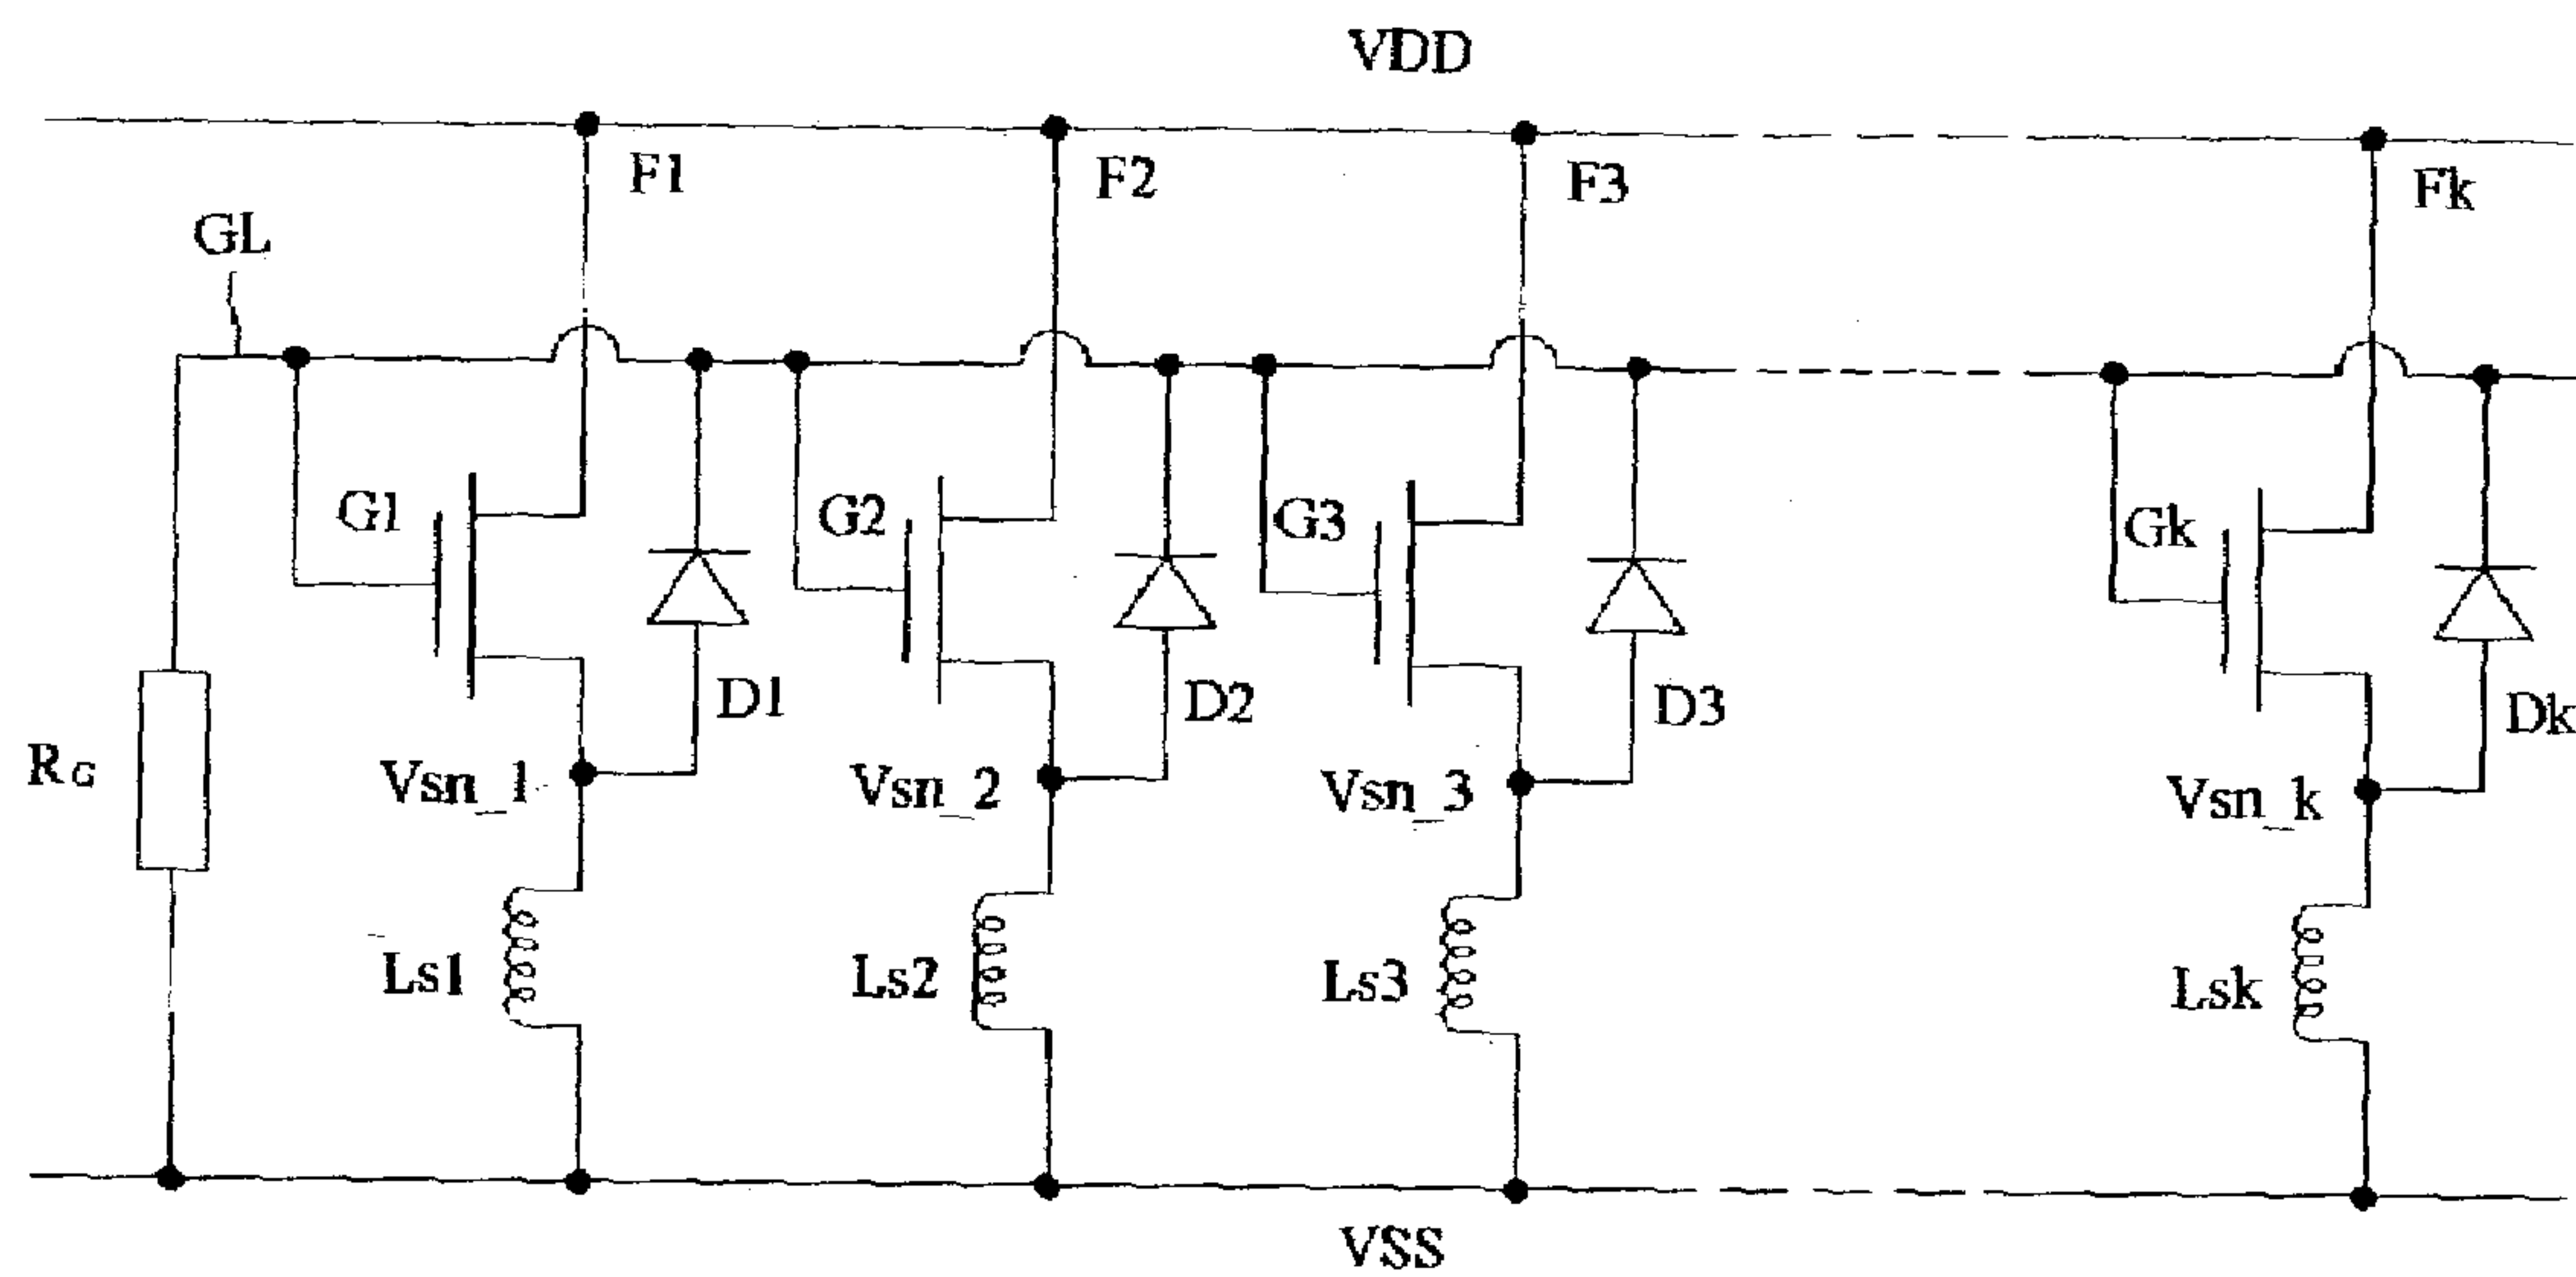 VDD
F1 F2 F3 Fk
GL
G1 G2 G3 Gk
D1 D2 D3 Dk
RG Vsn_1 Vsn_2 Vsn_3 Vsn_k
Ls1 Ls2 Ls3 Lsk
VSS